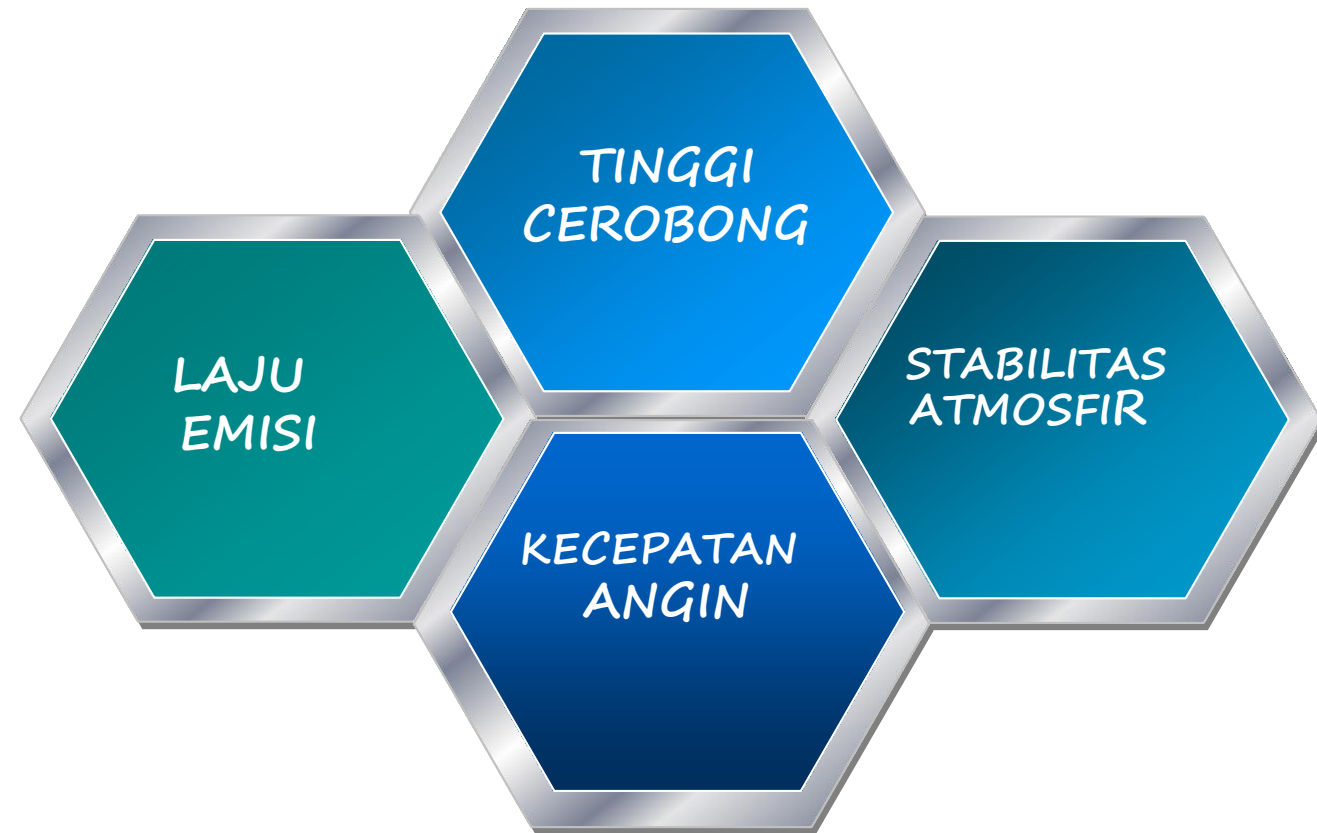 TINGGI
CEROBONG
LAJU
EMISI
STABILITAS
ATMOSFIR
KECEPATAN
ANGIN